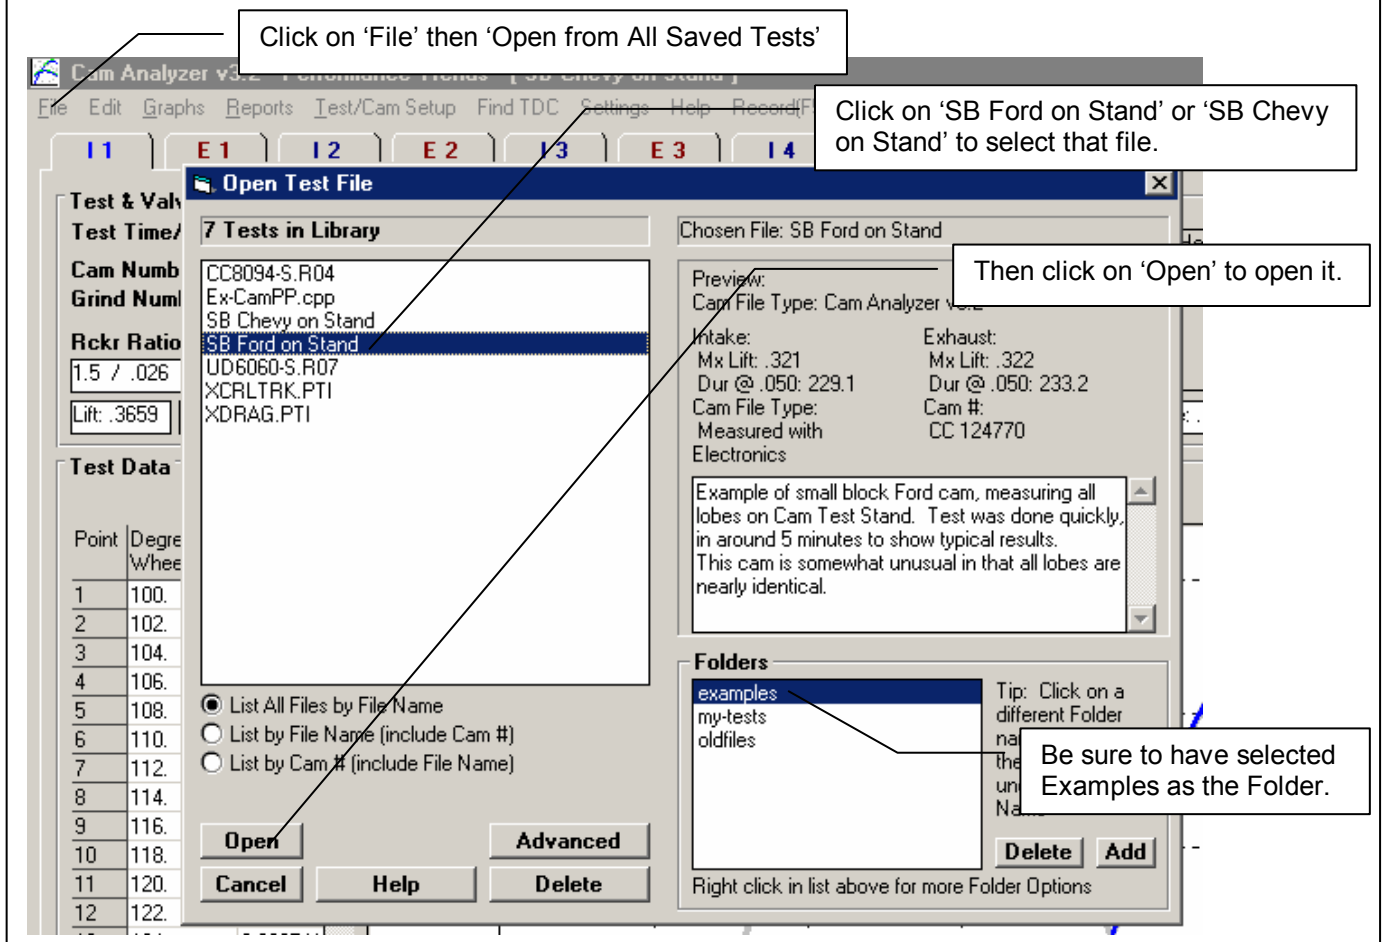 Click on ‘File’ then ‘Open from All Saved Tests’
Cam Analyzer v3.2
File Edit Graphs Reports Test/Cam Setup Find TDC Settings Help
Click on ‘SB Ford on Stand’ or ‘SB Chevy
on Stand’ to select that file.
I 1 E 1 I 2 E 2 I 3 E 3 I 4
Open Test File
Test &
Test Time/
7 Tests in Library
Chosen File: SB Ford on Stand
Cam Numb
Grind Num
Rckr Ratio
1.5 / .026
Lift: .3659
CC8094-S.R04
Ex-CamPP.cpp
SB Chevy on Stand
SB Ford on Stand
UD6060-S.R07
XCRLTRK.PTI
XDRAG.PTI
Then click on ‘Open’ to open it.
Preview:
Cam File Type: Cam Analyzer v3.2
Intake: Exhaust:
Mx Lift: .321 Mx Lift: .322
Dur @ .050: 229.1 Dur @ .050: 233.2
Cam File Type: Cam #:
Measured with CC 124770
Electronics
Example of small block Ford cam, measuring all
lobes on Cam Test Stand. Test was done quickly,
in around 5 minutes to show typical results.
This cam is somewhat unusual in that all lobes are
nearly identical.
Test Data
Point Degre
Whee
1 100.
2 102.
3 104.
4 106.
5 108.
6 110.
7 112.
8 114.
9 116.
10 118.
11 120.
12 122.
List All Files by File Name
List by File Name (include Cam #)
List by Cam # (include File Name)
Open Advanced
Cancel Help Delete
Folders
examples
my-tests
oldfiles
Tip: Click on a
different Folder
Be sure to have selected
Examples as the Folder.
Name
Delete Add
Right click in list above for more Folder Options